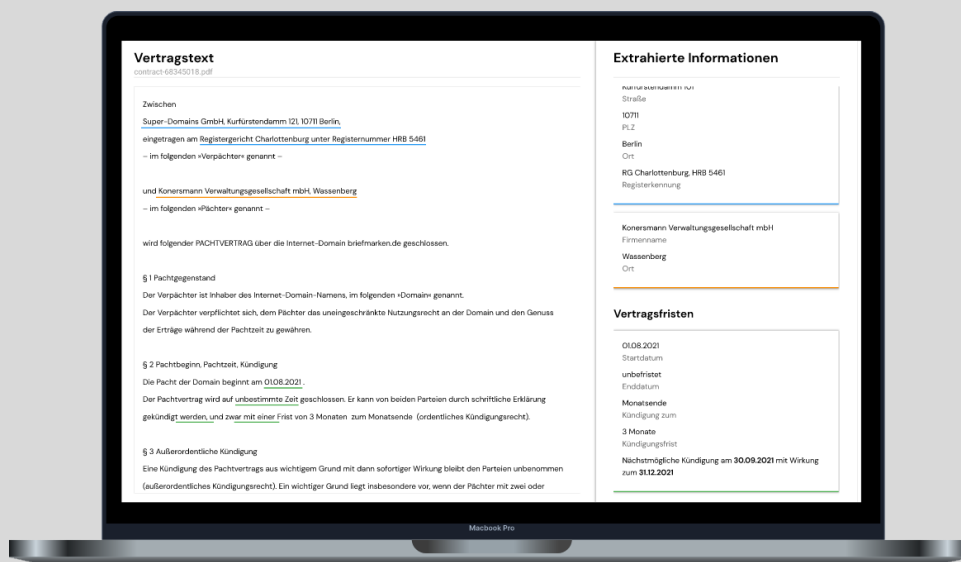 Vertragstext
contract-68345018.pdf
Zwischen
Super-Domains GmbH, Kurfürstendamm 121, 10711 Berlin,
eingetragen am Registergericht Charlottenburg unter Registernummer HRB 5461
– im folgenden »Verpächter« genannt –
und Konersmann Verwaltungsgesellschaft mbH, Wassenberg
– im folgenden »Pächter« genannt –
wird folgender PACHTVERTRAG über die Internet-Domain briefmarken.de geschlossen.
§ 1 Pachtgegenstand
Der Verpächter ist Inhaber des Internet-Domain-Namens, im folgenden »Domain« genannt.
Der Verpächter verpflichtet sich, dem Pächter das uneingeschränkte Nutzungsrecht an der Domain und den Genuss
der Erträge während der Pachtzeit zu gewähren.
§ 2 Pachtbeginn, Pachtzeit, Kündigung
Die Pacht der Domain beginnt am 01.08.2021 .
Der Pachtvertrag wird auf unbestimmte Zeit geschlossen. Er kann von beiden Parteien durch schriftliche Erklärung
gekündigt werden, und zwar mit einer Frist von 3 Monaten zum Monatsende (ordentliches Kündigungsrecht).
§ 3 Außerordentliche Kündigung
Eine Kündigung des Pachtvertrags aus wichtigem Grund mit dann sofortiger Wirkung bleibt den Parteien unbenommen
(außerordentliches Kündigungsrecht). Ein wichtiger Grund liegt insbesondere vor, wenn der Pächter mit zwei oder
Extrahierte Informationen
Kurfürstendamm
Straße
10711
PLZ
Berlin
Ort
RG Charlottenburg, HRB 5461
Registerkennung
Konersmann Verwaltungsgesellschaft mbH
Firmenname
Wassenberg
Ort
Vertragsfristen
01.08.2021
Startdatum
unbefristet
Enddatum
Monatsende
Kündigung zum
3 Monate
Kündigungsfrist
Nächstmögliche Kündigung am 30.09.2021 mit Wirkung
zum 31.12.2021
Macbook Pro